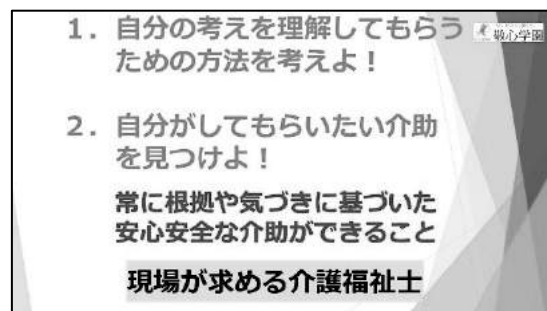 1．自分の考えを理解してもらう
ための方法を考えよ！
敬心学園
2．自分がしてもらいたい介助
を見つけよ！
常に根拠や気づきに基づいた
安心安全な介助ができること
現場が求める介護福祉士